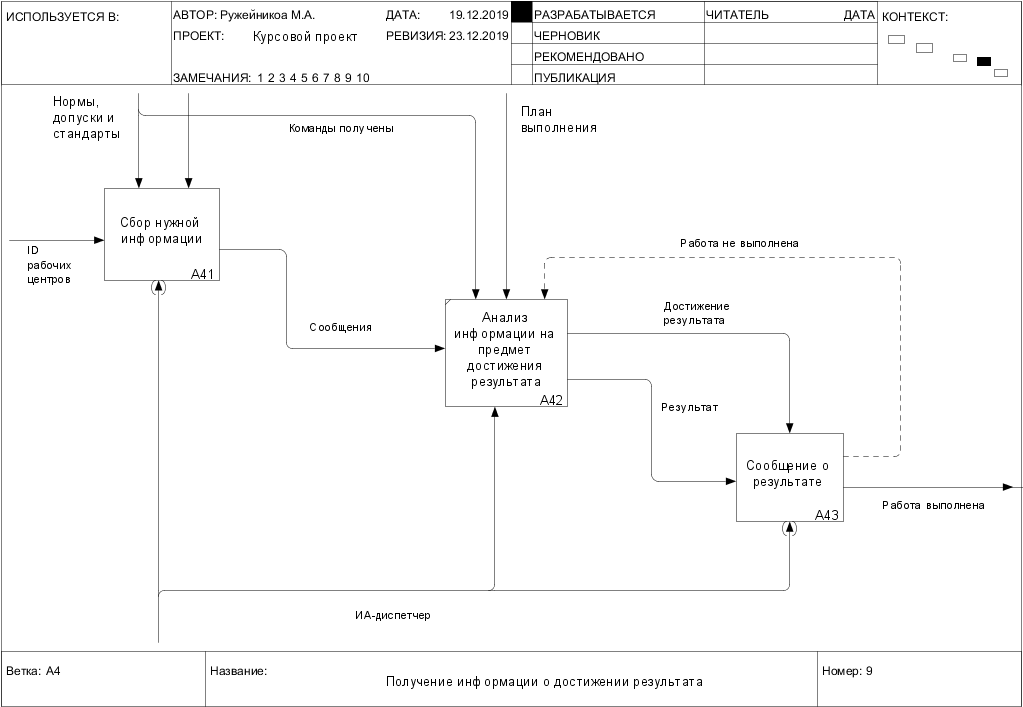 ИСПОЛЬЗУЕТСЯ В:
АВТОР: Ружейникоа М.А.
ДАТА: 19.12.2019
ПРОЕКТ: Курсовой проект
РЕВИЗИЯ: 23.12.2019
ЗАМЕЧАНИЯ: 1 2 3 4 5 6 7 8 9 10
РАЗРАБАТЫВАЕТСЯ
ЧЕРНОВИК
РЕКОМЕНДОВАНО
ПУБЛИКАЦИЯ
ЧИТАТЕЛЬ
ДАТА
КОНТЕКСТ:
Нормы,
допуски и
стандарты
Команды получены
План
выполнения
Сбор нужной
информации
A41
ID
рабочих
центров
Сообщения
Работа не выполнена
Анализ
информации на
предмет
достижения
результата
A42
Достижение
результата
Результат
Сообщение о
результате
A43
Работа выполнена
ИА-диспетчер
Ветка: A4
Название:
Получение информации о достижении результата
Номер: 9